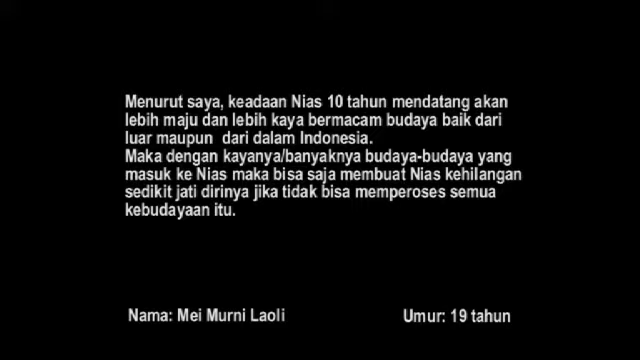 Menurut saya, keadaan Nias 10 tahun mendatang akan
lebih maju dan lebih kaya bermacam budaya baik dari
luar maupun dari dalam Indonesia.
Maka dengan kayanya/banyaknya budaya-budaya yang
masuk ke Nias maka bisa saja membuat Nias kehilangan
sedikit jati dirinya jika tidak bisa memperoses semua
kebudayaan itu.
Nama: Mei Murni Laoli
Umur: 19 tahun